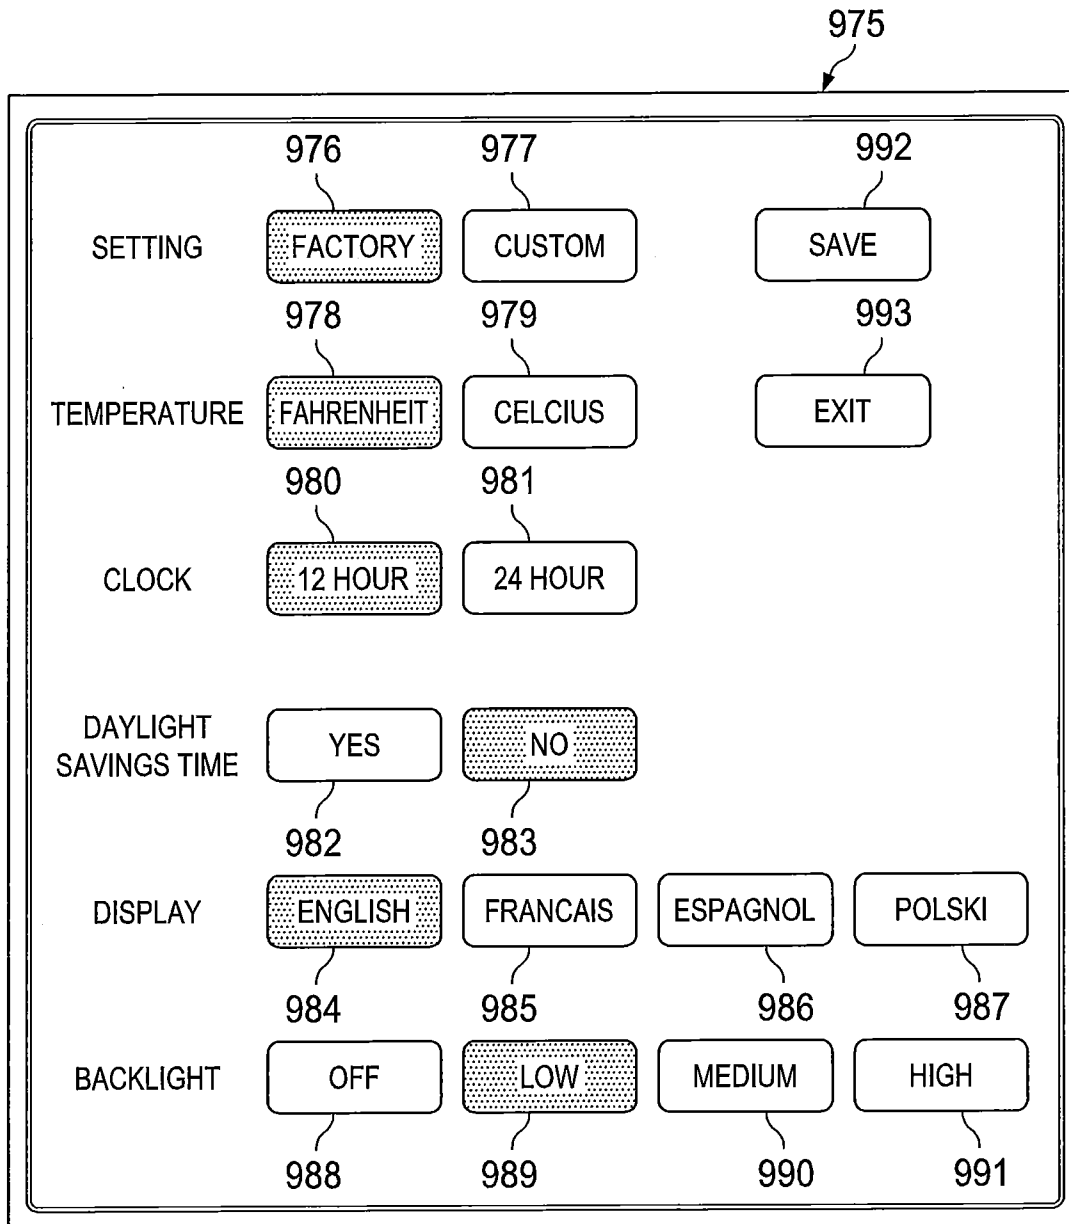 975
976 977 992
SETTING FACTORY CUSTOM SAVE
978 979 993
TEMPERATURE FAHRENHEIT CELCIUS EXIT
980 981
CLOCK 12 HOUR 24 HOUR
DAYLIGHT
SAVINGS TIME YES NO
982 983
DISPLAY ENGLISH FRANCAIS ESPAGNOL POLSKI
984 985 986 987
BACKLIGHT OFF LOW MEDIUM HIGH
988 989 990 991